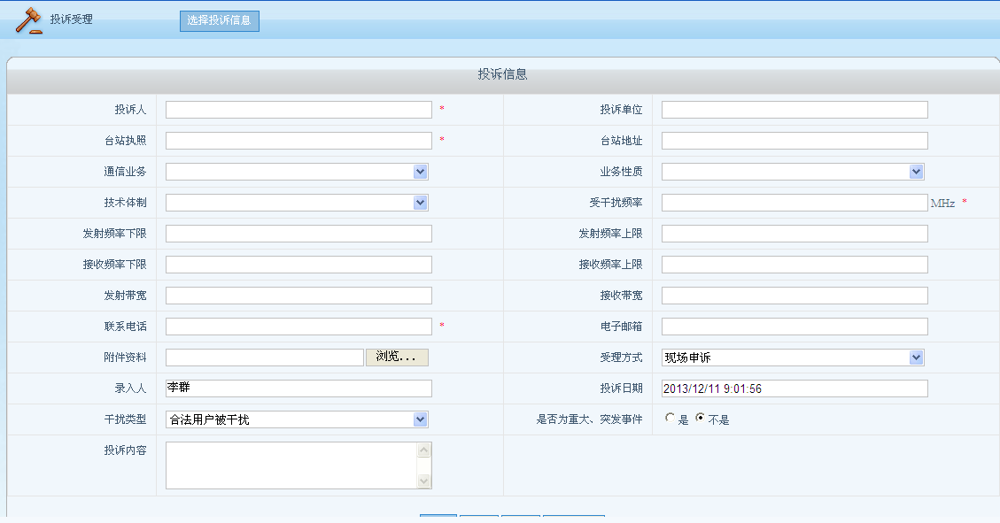 投诉受理 选择投诉信息
投诉信息
投诉人 * 投诉单位
台站执照 * 台站地址
通信业务 业务性质
技术体制 受干扰频率 MHz *
发射频率下限 发射频率上限
接收频率下限 接收频率上限
发射带宽 接收带宽
联系电话 * 电子邮箱
附件资料 浏览... 受理方式 现场申诉
录入人 李群 投诉日期 2013/12/11 9:01:56
干扰类型 合法用户被干扰 是否为重大、突发事件 是 不是
投诉内容